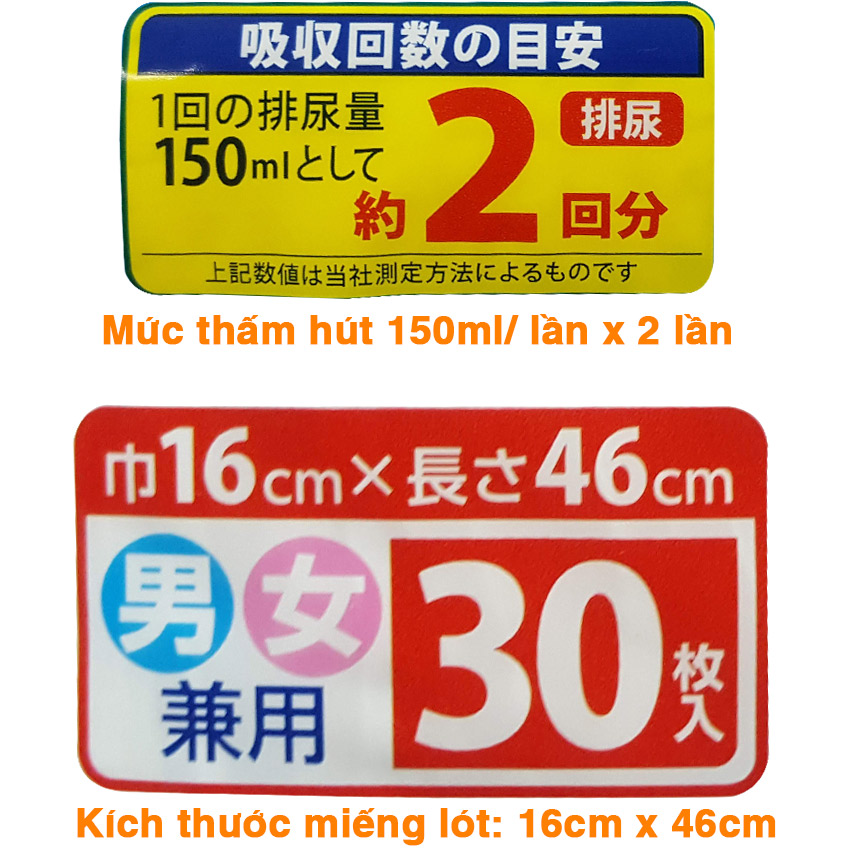 吸収回数の目安
1回の排尿量
150mlとして
約2回分
排尿
上記数値は当社測定方法によるものです
Mức thấm hút 150ml/ lần x 2 lần
巾16cm×長さ46cm
男女
兼用
30枚入
Kích thước miếng lót: 16cm x 46cm